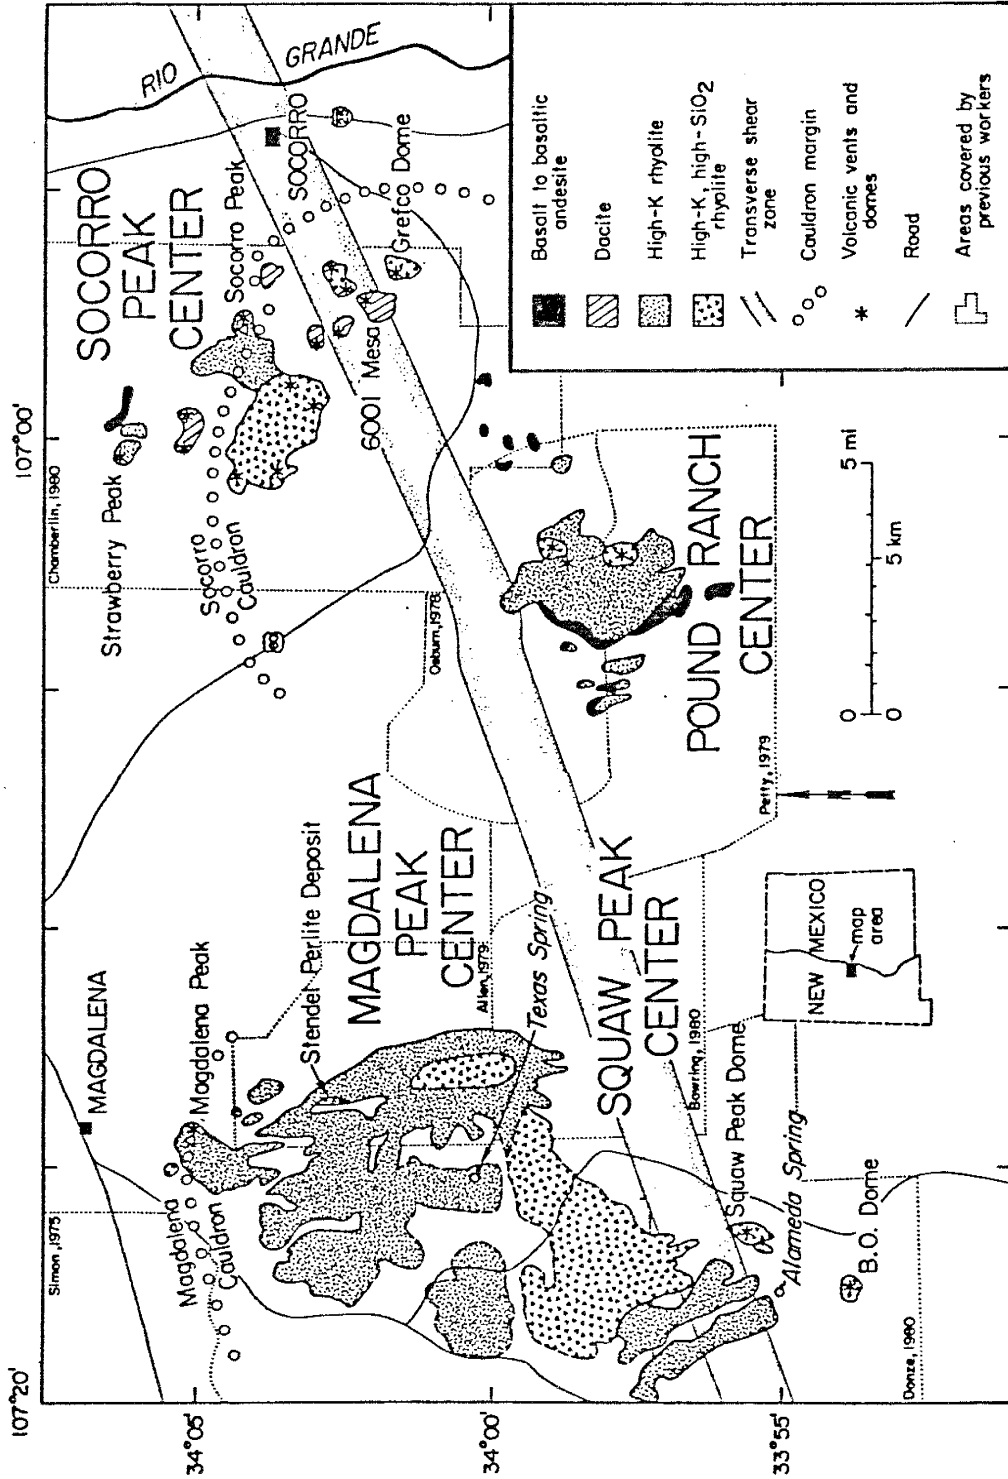 107°20'
107°00'
34°05'
34°00'
33°55'
Simon, 1975
MAGDALENA
Magdalena
Cauldron
Magdalena Peak
Stendel Perlite Deposit
MAGDALENA
PEAK
CENTER
Allen, 1979
Texas Spring
SQUAW PEAK
CENTER
Bowring, 1980
Squaw Peak Dome
Alameda Spring
B.O. Dome
Donze, 1980
NEW MEXICO
map
area
Chamberlin, 1980
Strawberry Peak
Socorro
Cauldron
60
SOCORRO
PEAK
CENTER
Socorro Peak
SOCORRO
RIO GRANDE
25
6001 Mesa
Grefco Dome
Osburn, 1978
POUND RANCH
CENTER
Petty, 1979
0 5 mi
0 5 km
Basalt to basaltic
andesite
Dacite
High-K rhyolite
High-K, high-SiO2
rhyolite
Transverse shear
zone
Cauldron margin
Volcanic vents and
domes
Road
Areas covered by
previous workers